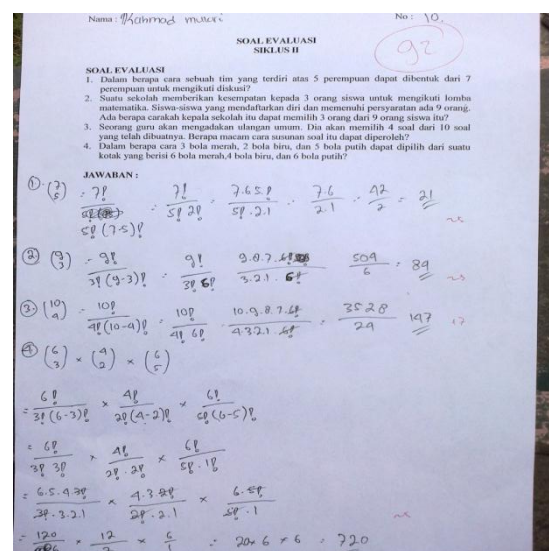 Nama : Rahmad
No : 10.
92
SOAL EVALUASI
SIKLUS II
SOAL EVALUASI
1. Dalam berapa cara sebuah tim yang terdiri atas 5 perempuan dapat dibentuk dari 7
perempuan untuk mengikuti diskusi?
2. Suatu sekolah memberikan kesempatan kepada 3 orang siswa untuk mengikuti lomba
matematika. Siswa-siswa yang mendaftarkan diri dan memenuhi persyaratan ada 9 orang.
Ada berapa carakah kepala sekolah itu dapat memilih 3 orang dari 9 orang siswa itu?
3. Seorang guru akan mengadakan ulangan umum. Dia akan memilih 4 soal dari 10 soal
yang telah dibuatnya. Berapa macam cara susunan soal itu dapat diperoleh?
4. Dalam berapa cara 3 bola merah, 2 bola biru, dan 5 bola putih dapat dipilih dari suatu
kotak yang berisi 6 bola merah,4 bola biru, dan 6 bola putih?
JAWABAN :
① (7 5) = 7! / 5! (7-5)! = 7! / 5! 2! = 7.6.5! / 5!.2.1 = 7.6 / 2.1 = 42 / 2 = 21
② (9 3) = 9! / 3! (9-3)! = 9! / 3! 6! 9.8.7.6! / 3.2.1.6! 504 / 6 = 84
③ (10 4) = 10! / 4! (10-4)! = 10! / 4! 6! = 10.9.8.7.6! / 4.3.2.1.6! = 3528 / 24 147 17
④ (6 3) × (4 2) × (6 5)
= 6! / 3! (6-3)! × 4! / 2! (4-2)! × 6! / 5! (6-5)!
= 6! / 3! 3! × 4! / 2!.2! × 6! / 5!.1!
= 6.5.4.3! / 3!.3.2.1 × 4.3.2! / 2!.2.1 × 6.5! / 5!.1
= 120 / 6 × 12 / 2 × 6 / 1 = 20 × 6 × 6 = 720